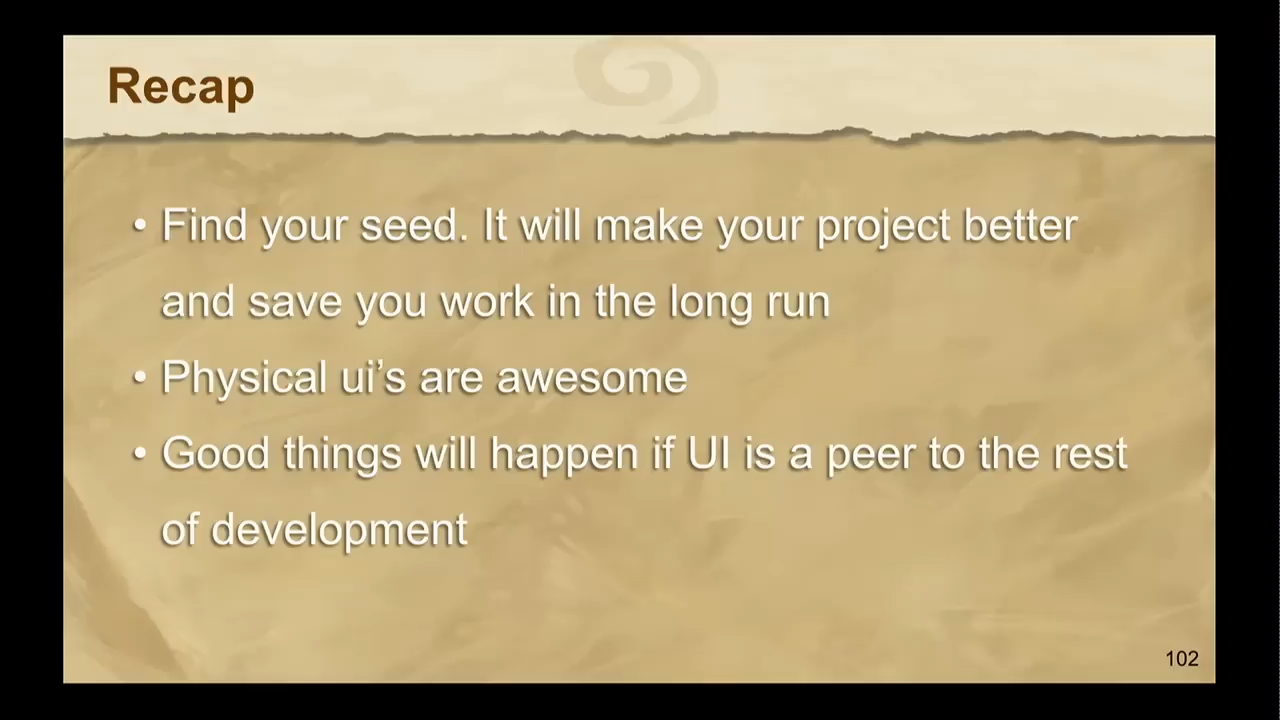 Recap
• Find your seed. It will make your project better
and save you work in the long run
• Physical ui’s are awesome
• Good things will happen if UI is a peer to the rest
of development
102